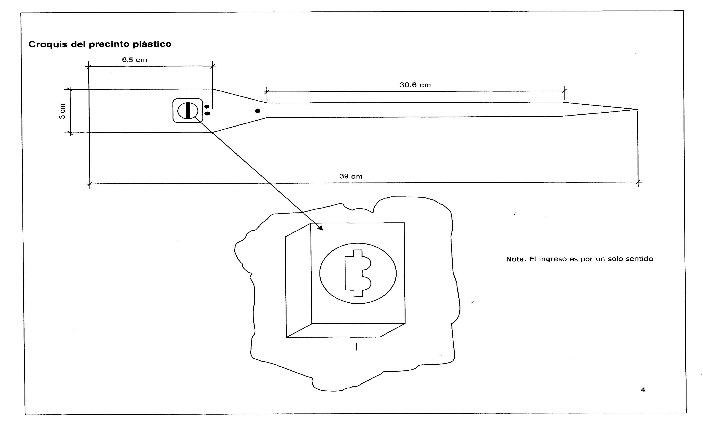 Croquis del precinto plástico
6.5 cm
30.6 cm
3 cm
39 cm
Nota. El ingreso es por un solo sentido
4